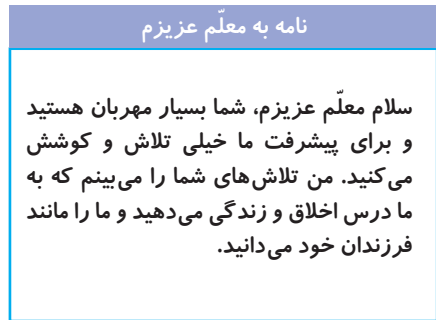 نامه به معلّم عزیزم
سلام معلّم عزیزم، شما بسیار مهربان هستید
و برای پیشرفت ما خیلی تلاش و کوشش
می‌کنید. من تلاش‌های شما را می‌بینم که به
ما درس اخلاق و زندگی می‌دهید و ما را مانند
فرزندان خود می‌دانید.